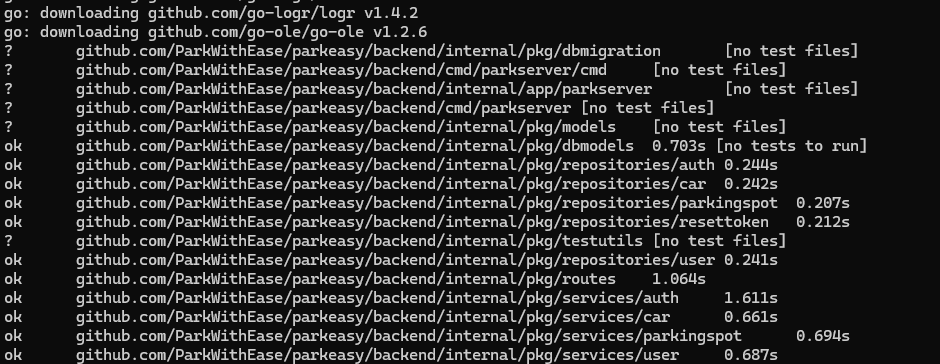 go: downloading github.com/go-logr/logr v1.4.2
go: downloading github.com/go-ole/go-ole v1.2.6
?       github.com/ParkWithEase/parkeasy/backend/internal/pkg/dbmigration       [no test files]
?       github.com/ParkWithEase/parkeasy/backend/cmd/parkserver/cmd     [no test files]
?       github.com/ParkWithEase/parkeasy/backend/internal/app/parkserver        [no test files]
?       github.com/ParkWithEase/parkeasy/backend/cmd/parkserver [no test files]
?       github.com/ParkWithEase/parkeasy/backend/internal/pkg/models    [no test files]
ok      github.com/ParkWithEase/parkeasy/backend/internal/pkg/dbmodels  0.703s [no tests to run]
ok      github.com/ParkWithEase/parkeasy/backend/internal/pkg/repositories/auth 0.244s
ok      github.com/ParkWithEase/parkeasy/backend/internal/pkg/repositories/car  0.242s
ok      github.com/ParkWithEase/parkeasy/backend/internal/pkg/repositories/parkingspot  0.207s
ok      github.com/ParkWithEase/parkeasy/backend/internal/pkg/repositories/resettoken   0.212s
?       github.com/ParkWithEase/parkeasy/backend/internal/pkg/testutils [no test files]
ok      github.com/ParkWithEase/parkeasy/backend/internal/pkg/repositories/user 0.241s
ok      github.com/ParkWithEase/parkeasy/backend/internal/pkg/routes    1.064s
ok      github.com/ParkWithEase/parkeasy/backend/internal/pkg/services/auth     1.611s
ok      github.com/ParkWithEase/parkeasy/backend/internal/pkg/services/car      0.661s
ok      github.com/ParkWithEase/parkeasy/backend/internal/pkg/services/parkingspot      0.694s
ok      github.com/ParkWithEase/parkeasy/backend/internal/pkg/services/user     0.687s